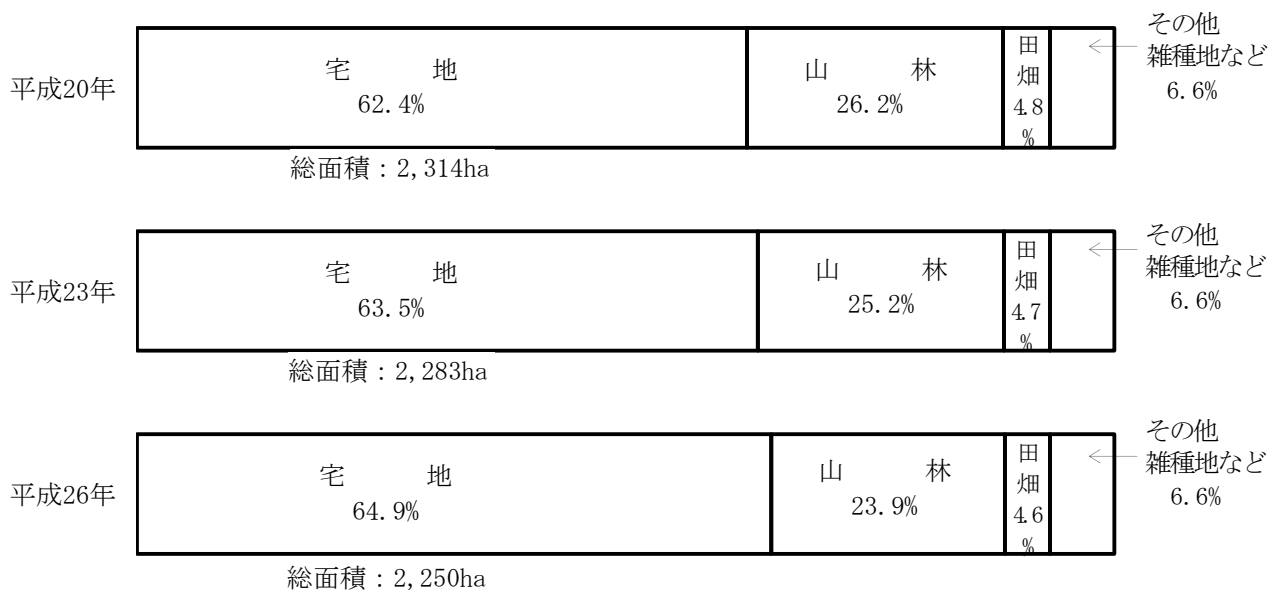 平成20年
宅　　地
62.4%
山　　林
26.2%
田
畑
4.8
%
その他
雑種地など
6.6%
総面積：2,314ha
平成23年
宅　　地
63.5%
山　　林
25.2%
田
畑
4.7
%
その他
雑種地など
6.6%
総面積：2,283ha
平成26年
宅　　地
64.9%
山　　林
23.9%
田
畑
4.6
%
その他
雑種地など
6.6%
総面積：2,250ha